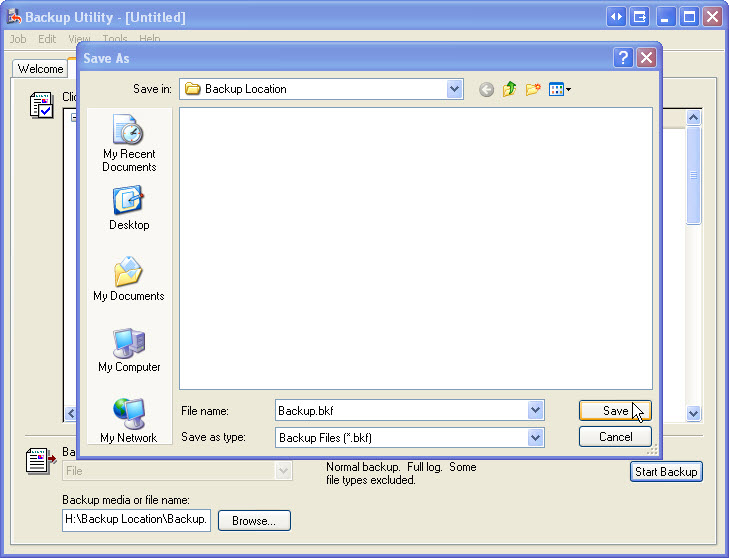 Backup Utility - [Untitled]
Job Edit View Tools Help
Save As
Welcome
Save in: Backup Location
My Recent
Documents
Desktop
My Documents
My Computer
My Network
File name: Backup.bkf
Save as type: Backup Files (*.bkf)
Save
Cancel
File
Normal backup. Full log. Some
file types excluded.
Start Backup
Backup media or file name:
H:\Backup Location\Backup.
Browse...